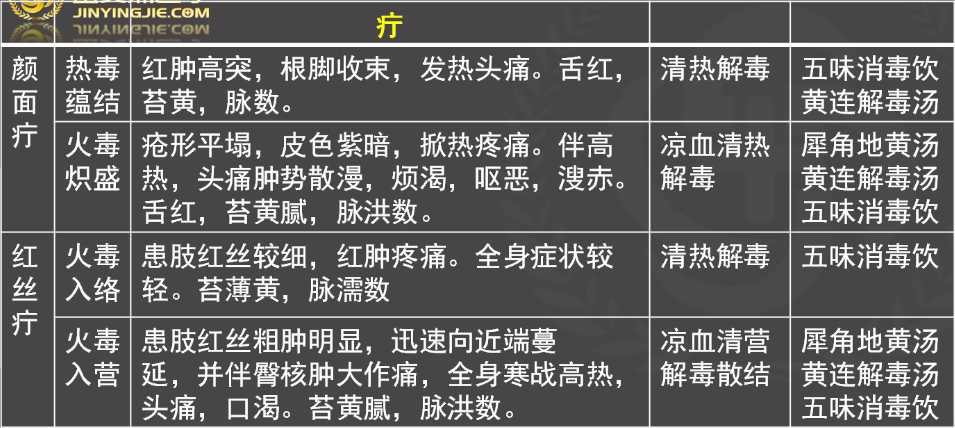 JINYINGJIE.COM
疔
颜面疔
热毒蕴结
红肿高突，根脚收束，发热头痛。舌红，
苔黄，脉数。
清热解毒
五味消毒饮
黄连解毒汤
火毒炽盛
疮形平塌，皮色紫暗，掀热疼痛。伴高
热，头痛肿势散漫，烦渴，呕恶，溲赤。
舌红，苔黄腻，脉洪数。
凉血清热
解毒
犀角地黄汤
黄连解毒汤
五味消毒饮
红丝疔
火毒入络
患肢红丝较细，红肿疼痛。全身症状较
轻。苔薄黄，脉濡数
清热解毒
五味消毒饮
火毒入营
患肢红丝粗肿明显，迅速向近端蔓
延，并伴臀核肿大作痛，全身寒战高热，
头痛，口渴。苔黄腻，脉洪数。
凉血清营
解毒散结
犀角地黄汤
黄连解毒汤
五味消毒饮